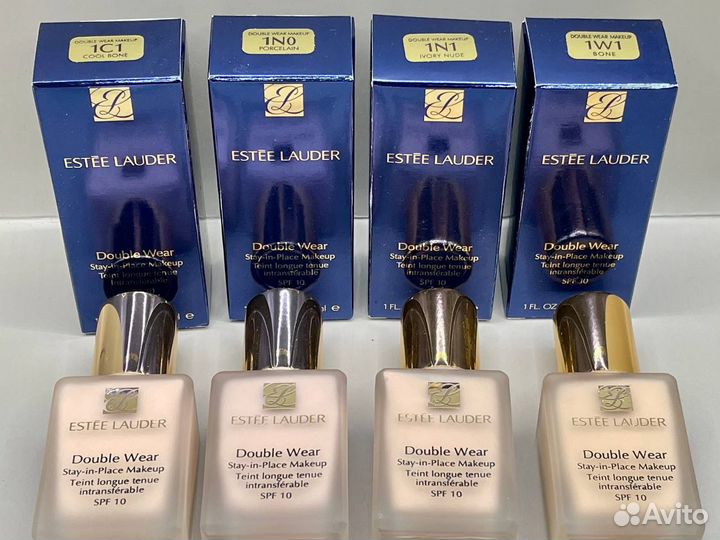 DOUBLE WEAR MAKEUP
1C1
COOL BONE
ESTĒE LAUDER
Double Wear
Stay-in-Place Makeup
Teint longue tenue
intransférable
SPF 10
DOUBLE WEAR MAKEUP
1N0
PORCELAIN
ESTĒE LAUDER
Double Wear
Stay-in-Place Makeup
Teint longue tenue
intransférable
SPF 10
DOUBLE WEAR MAKEUP
1N1
IVORY NUDE
ESTĒE LAUDER
Double Wear
Stay-in-Place Makeup
Teint longue tenue
intransférable
SPF 10
1 FL.
DOUBLE WEAR MAKEUP
1W1
BONE
ESTĒE LAUDER
Double Wear
Stay-in-Place Makeup
Teint longue tenue
intransférable
SPF 10
1 FL. OZ
ESTĒE LAUDER
Double Wear
Stay-in-Place Makeup
Teint longue tenue
intransférable
SPF 10
ESTĒE LAUDER
Double Wear
Stay-in-Place Makeup
Teint longue tenue
intransférable
SPF 10
ESTĒE LAUDER
Double Wear
Stay-in-Place Makeup
Teint longue tenue
intransférable
SPF 10
ESTĒE LAUDER
Double Wear
Stay-in-Place Makeup
Teint longue tenue
intransférable
SPF 10
Avito